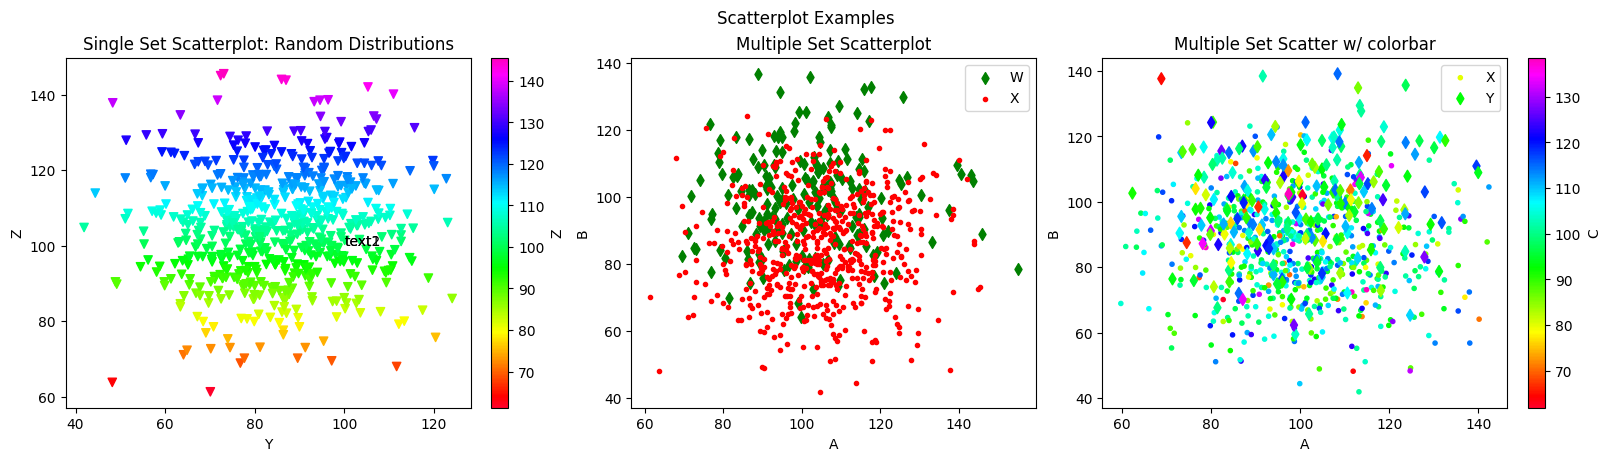 Scatterplot Examples
Single Set Scatterplot: Random Distributions
140
120
100
80
60
Z
text2
40
60
80
100
120
Y
140
130
120
110
100
90
80
70
Z
Multiple Set Scatterplot
W
X
140
120
100
80
60
40
B
60
80
100
120
140
A
Multiple Set Scatter w/ colorbar
X
Y
140
120
100
80
60
40
B
60
80
100
120
140
A
130
120
110
100
90
80
70
C